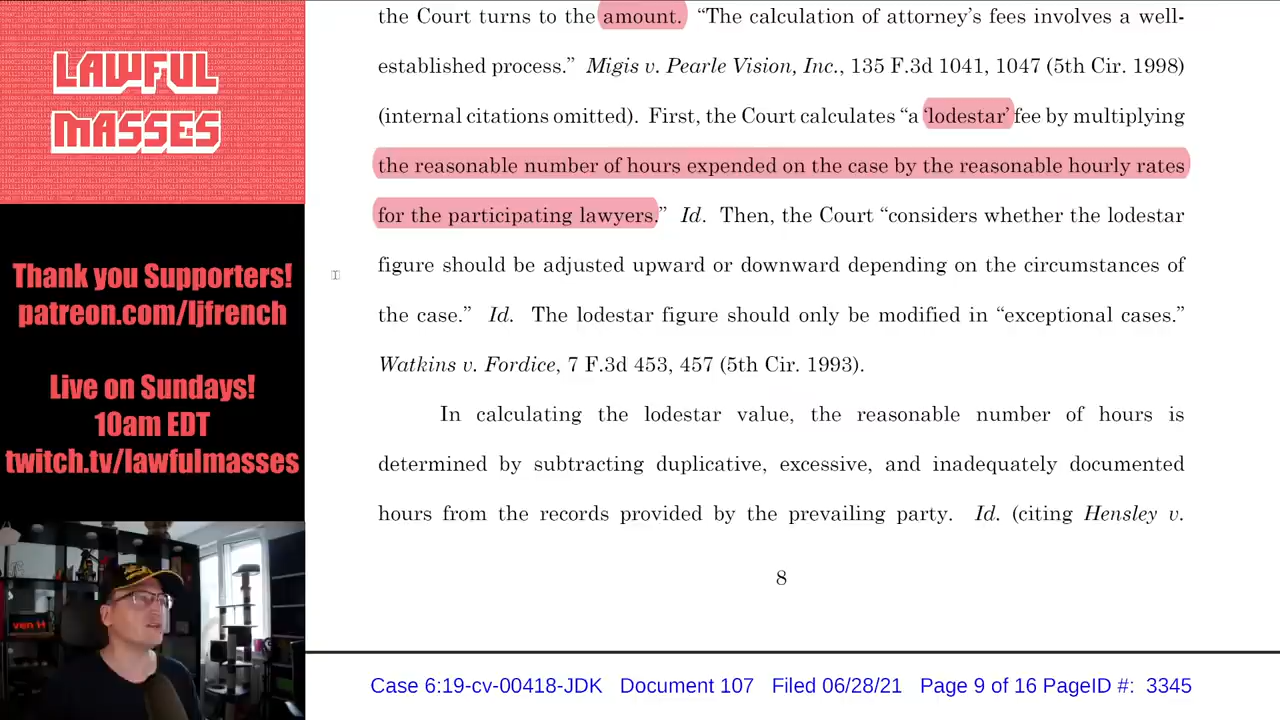 LAWFUL
MASSES
Thank you Supporters!
patreon.com/ljfrench
Live on Sundays!
10am EDT
twitch.tv/lawfulmasses
the Court turns to the amount. “The calculation of attorney’s fees involves a well-
established process.” Migis v. Pearle Vision, Inc., 135 F.3d 1041, 1047 (5th Cir. 1998)
(internal citations omitted). First, the Court calculates “a ‘lodestar’ fee by multiplying
the reasonable number of hours expended on the case by the reasonable hourly rates
for the participating lawyers.” Id. Then, the Court “considers whether the lodestar
figure should be adjusted upward or downward depending on the circumstances of
the case.” Id. The lodestar figure should only be modified in “exceptional cases.”
Watkins v. Fordice, 7 F.3d 453, 457 (5th Cir. 1993).
In calculating the lodestar value, the reasonable number of hours is
determined by subtracting duplicative, excessive, and inadequately documented
hours from the records provided by the prevailing party. Id. (citing Hensley v.
8
Case 6:19-cv-00418-JDK Document 107 Filed 06/28/21 Page 9 of 16 PageID #: 3345